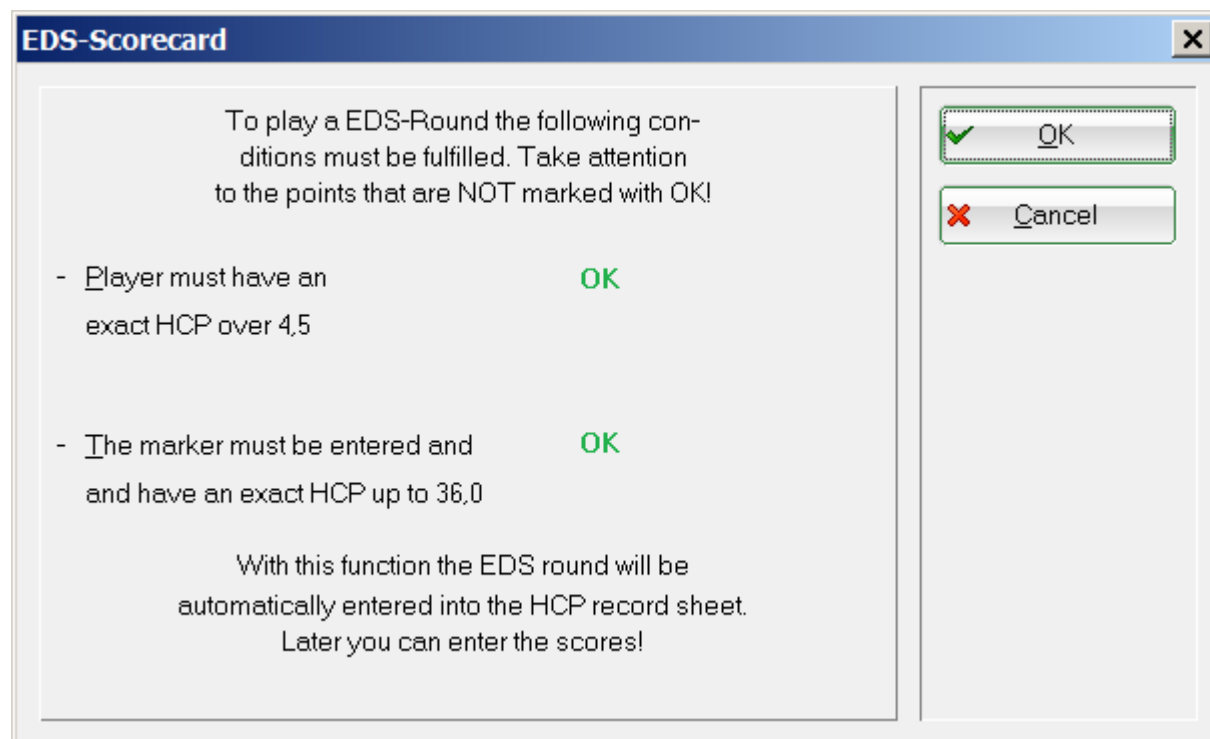 EDS-Scorecard
To play a EDS-Round the following con-
ditions must be fulfilled. Take attention
to the points that are NOT marked with OK!
- Player must have an OK
exact HCP over 4,5
- The marker must be entered and OK
and have an exact HCP up to 36,0
With this function the EDS round will be
automatically entered into the HCP record sheet.
Later you can enter the scores!
OK
Cancel